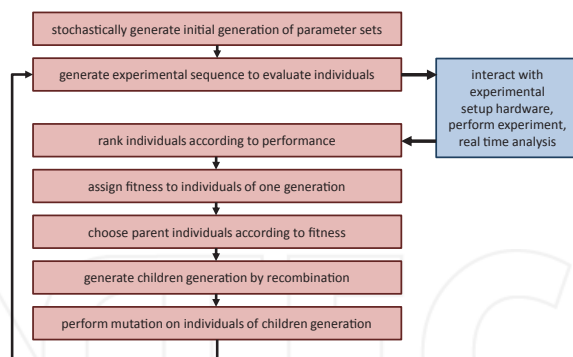 stochastically generate initial generation of parameter sets
generate experimental sequence to evaluate individuals
interact with
experimental
setup hardware,
perform experiment,
real time analysis
rank individuals according to performance
assign fitness to individuals of one generation
choose parent individuals according to fitness
generate children generation by recombination
perform mutation on individuals of children generation